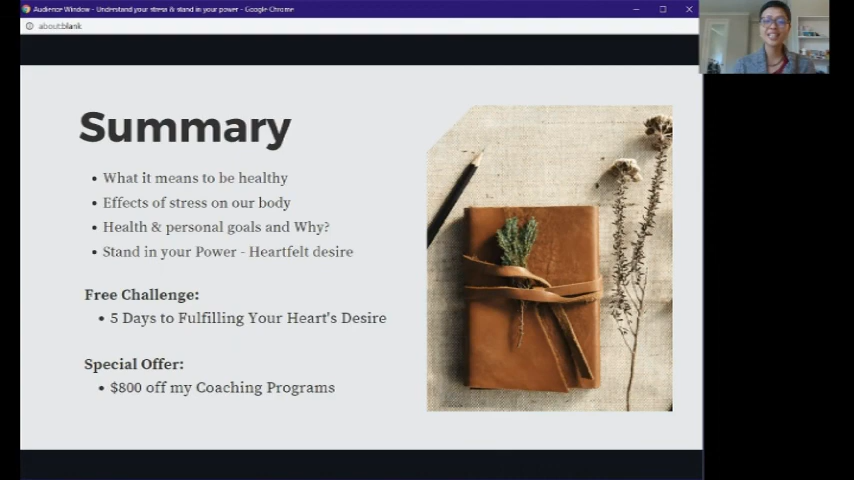 Audience Window - Understand your stress & stand in your power - Google Chrome
about:blank
Summary
• What it means to be healthy
• Effects of stress on our body
• Health & personal goals and Why?
• Stand in your Power - Heartfelt desire
Free Challenge:
• 5 Days to Fulfilling Your Heart's Desire
Special Offer:
• $800 off my Coaching Programs